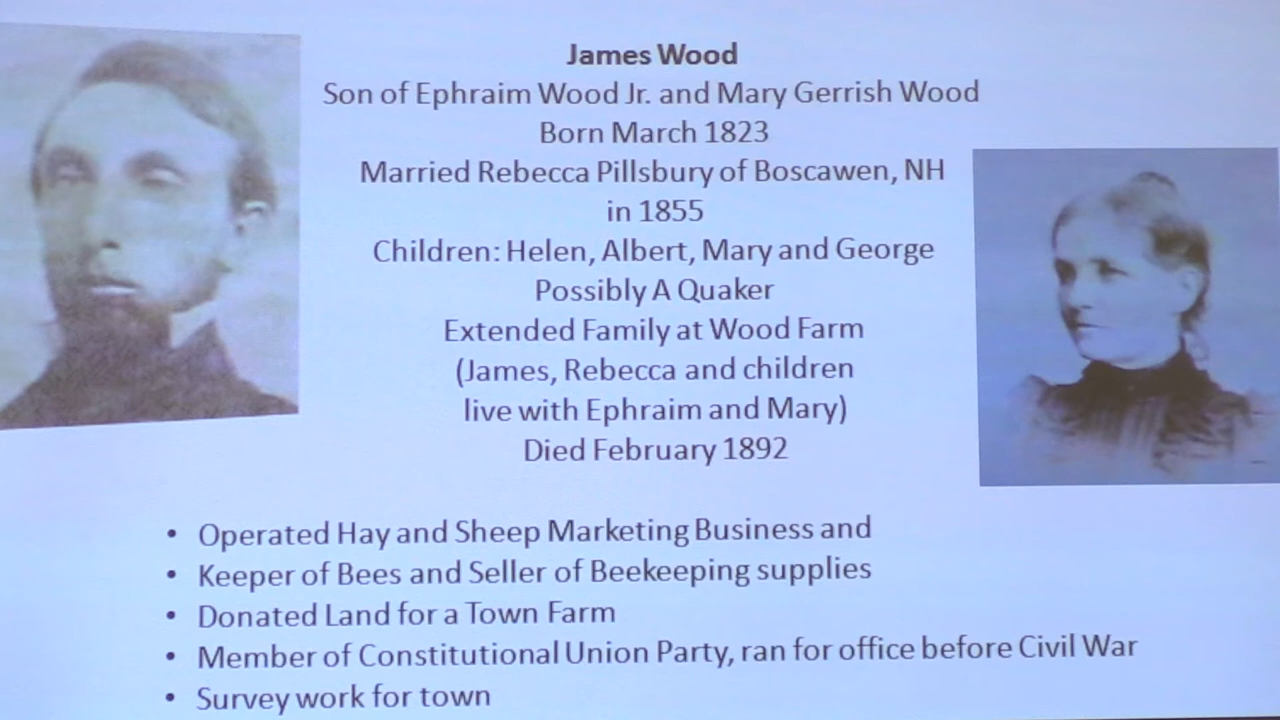 James Wood
Son of Ephraim Wood Jr. and Mary Gerrish Wood
Born March 1823
Married Rebecca Pillsbury of Boscawen, NH
in 1855
Children: Helen, Albert, Mary and George
Possibly A Quaker
Extended Family at Wood Farm
(James, Rebecca and children
live with Ephraim and Mary)
Died February 1892
• Operated Hay and Sheep Marketing Business and
• Keeper of Bees and Seller of Beekeeping supplies
• Donated Land for a Town Farm
• Member of Constitutional Union Party, ran for office before Civil War
• Survey work for town